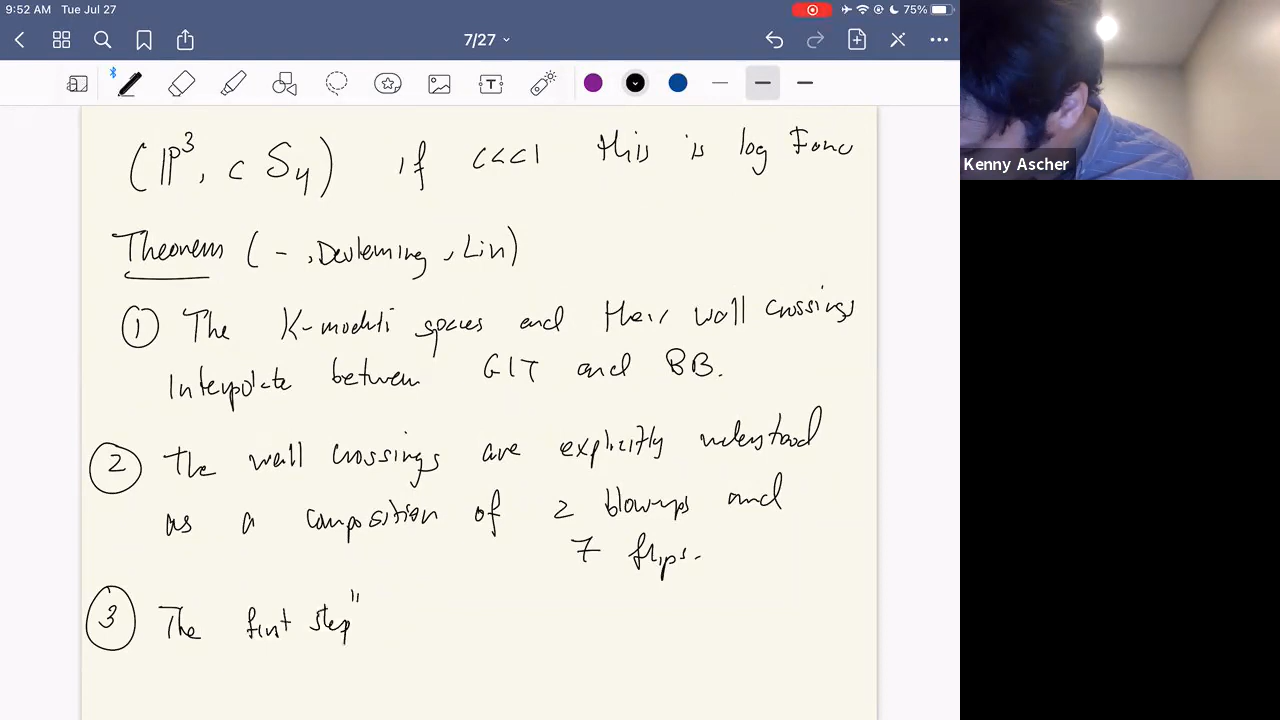 9:52 AM Tue Jul 27
75%
7/27
(ℙ³, c S₄) if c<<1 this is log Fano
Theorem (-, DeVleming, Lin)
① The K-moduli spaces and their wall crossings
interpolate between GIT and BB.
② The wall crossings are explicitly understood
as a composition of 2 blowups and
7 flips.
③ The first step"
Kenny Ascher